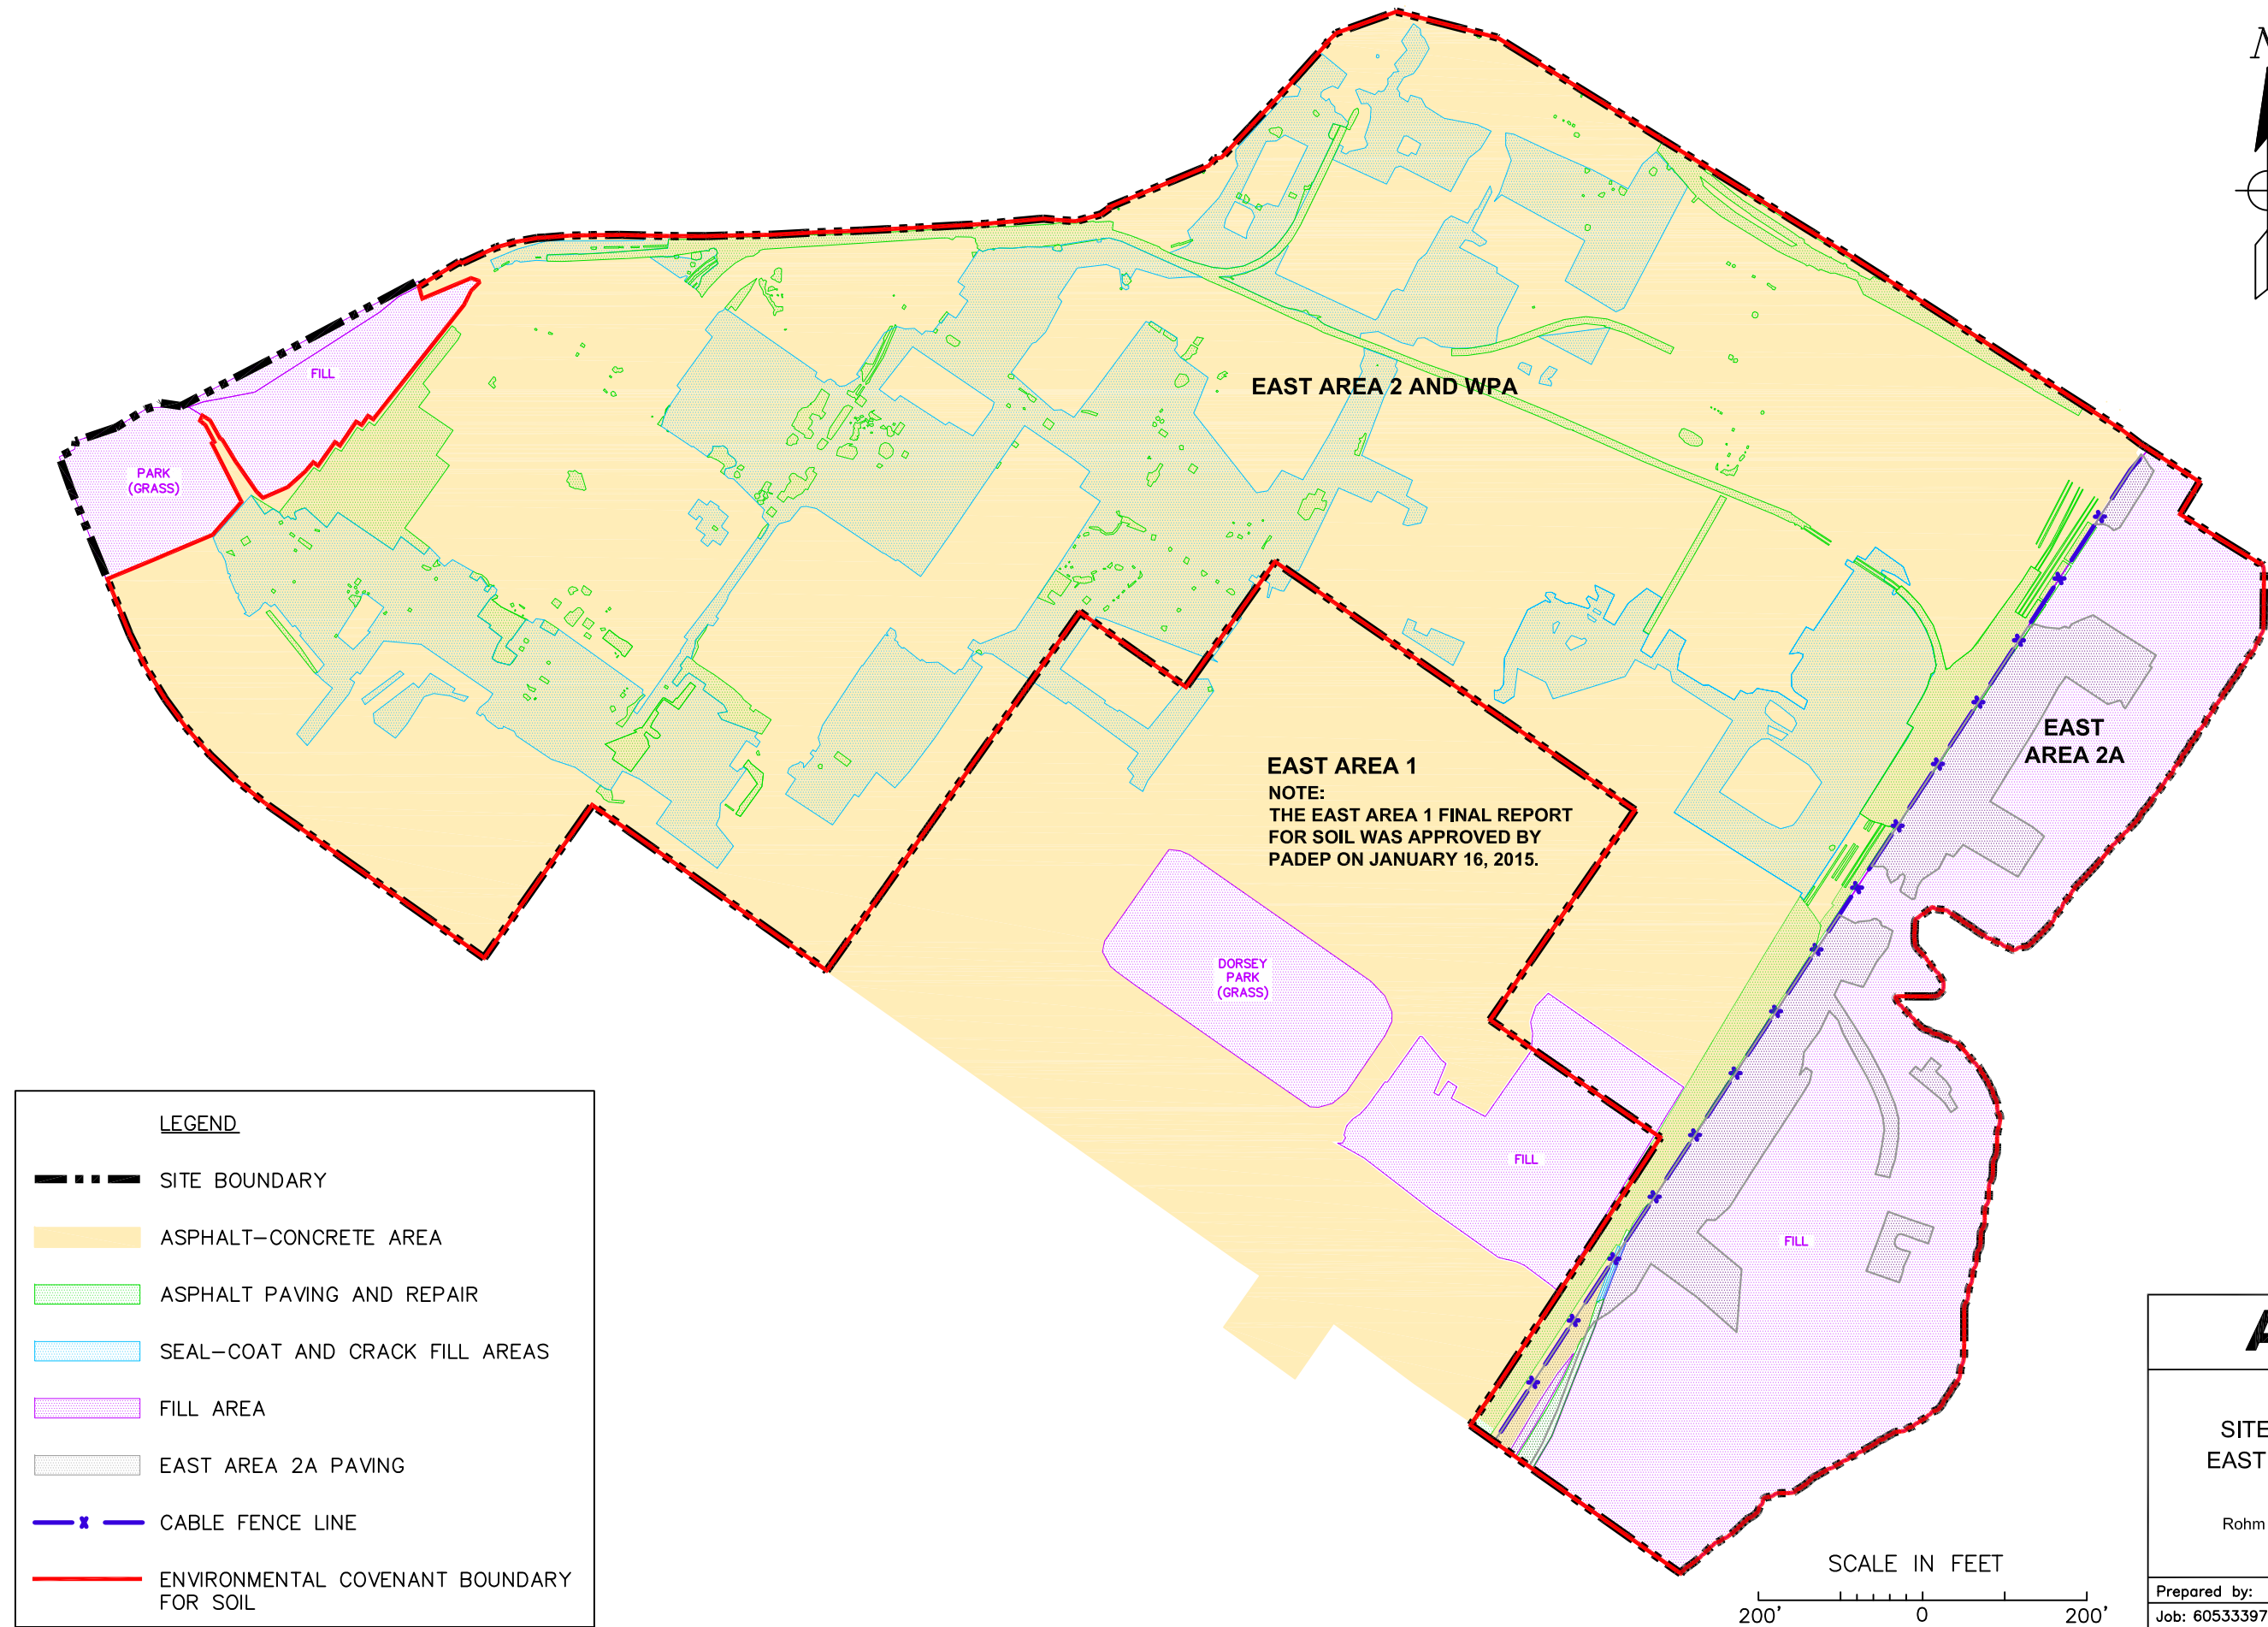 N
FILL
PARK
(GRASS)
EAST AREA 2 AND WPA
EAST
AREA 2A
EAST AREA 1
NOTE:
THE EAST AREA 1 FINAL REPORT
FOR SOIL WAS APPROVED BY
PADEP ON JANUARY 16, 2015.
DORSEY
PARK
(GRASS)
FILL
FILL
LEGEND
SITE BOUNDARY
ASPHALT-CONCRETE AREA
ASPHALT PAVING AND REPAIR
SEAL-COAT AND CRACK FILL AREAS
FILL AREA
EAST AREA 2A PAVING
CABLE FENCE LINE
ENVIRONMENTAL COVENANT BOUNDARY
FOR SOIL
SCALE IN FEET
200' 0 200'
A
SITE
EAST
Rohm
Prepared by:
Job: 60533397